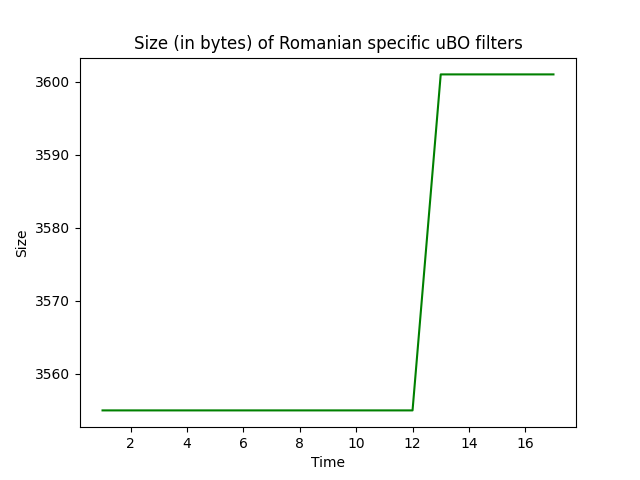 Size (in bytes) of Romanian specific uBO filters
3600
3590
3580
3570
3560
Size
2 4 6 8 10 12 14 16
Time